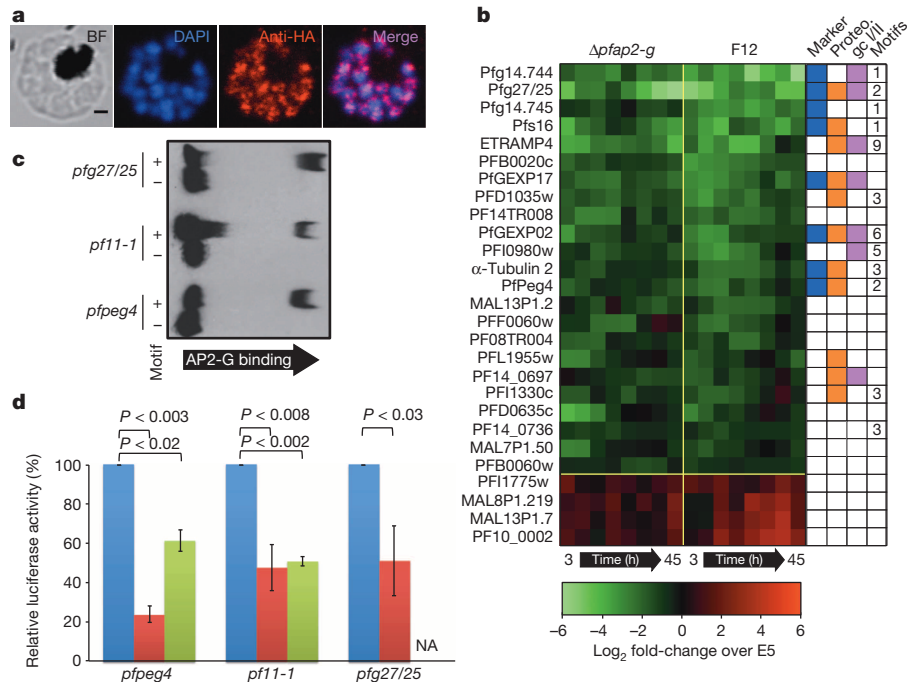 a
BF
DAPI
Anti-HA
Merge
b
Δpfap2-g
F12
Marker
Proteo.
gc I/II
Motifs
Pfg14.744 1
Pfg27/25 2
Pfg14.745 1
Pfs16 1
ETRAMP4 9
PFB0020c
PfGEXP17
PFD1035w 3
PF14TR008
PfGEXP02 6
PFI0980w 5
α-Tubulin 2 3
PfPeg4 2
MAL13P1.2
PFF0060w
PF08TR004
PFL1955w
PF14_0697
PFI1330c 3
PFD0635c
PF14_0736 3
MAL7P1.50
PFB0060w
PFI1775w
MAL8P1.219
MAL13P1.7
PF10_0002
3 Time (h) 45 3 Time (h) 45
−6 −4 −2 0 2 4 6
Log2 fold-change over E5
c
pfg27/25 + −
pf11-1 + −
pfpeg4 + −
Motif
AP2-G binding
d
P < 0.003
P < 0.02
P < 0.008
P < 0.002
P < 0.03
Relative luciferase activity (%)
100
80
60
40
20
0
NA
pfpeg4 pf11-1 pfg27/25